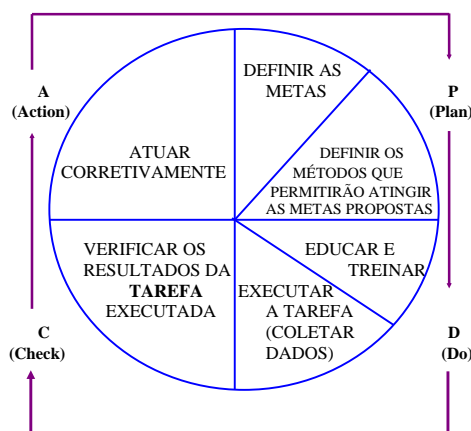 A
(Action)
P
(Plan)
DEFINIR AS
METAS
ATUAR
CORRETIVAMENTE
DEFINIR OS
MÉTODOS QUE
PERMITIRÃO ATINGIR
AS METAS PROPOSTAS
VERIFICAR OS
RESULTADOS DA
TAREFA
EXECUTADA
EDUCAR E
TREINAR
EXECUTAR
A TAREFA
(COLETAR
DADOS)
C
(Check)
D
(Do)